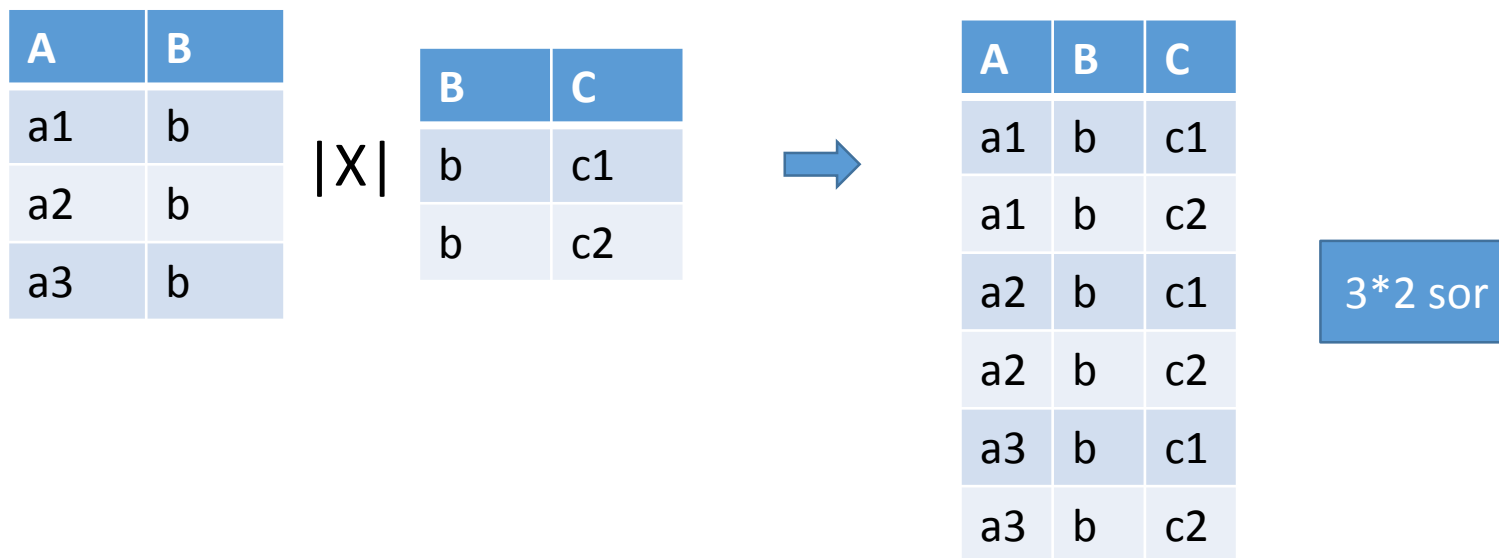 A B
a1 b
a2 b
a3 b
|X|
B C
b c1
b c2
A B C
a1 b c1
a1 b c2
a2 b c1
a2 b c2
a3 b c1
a3 b c2
3*2 sor